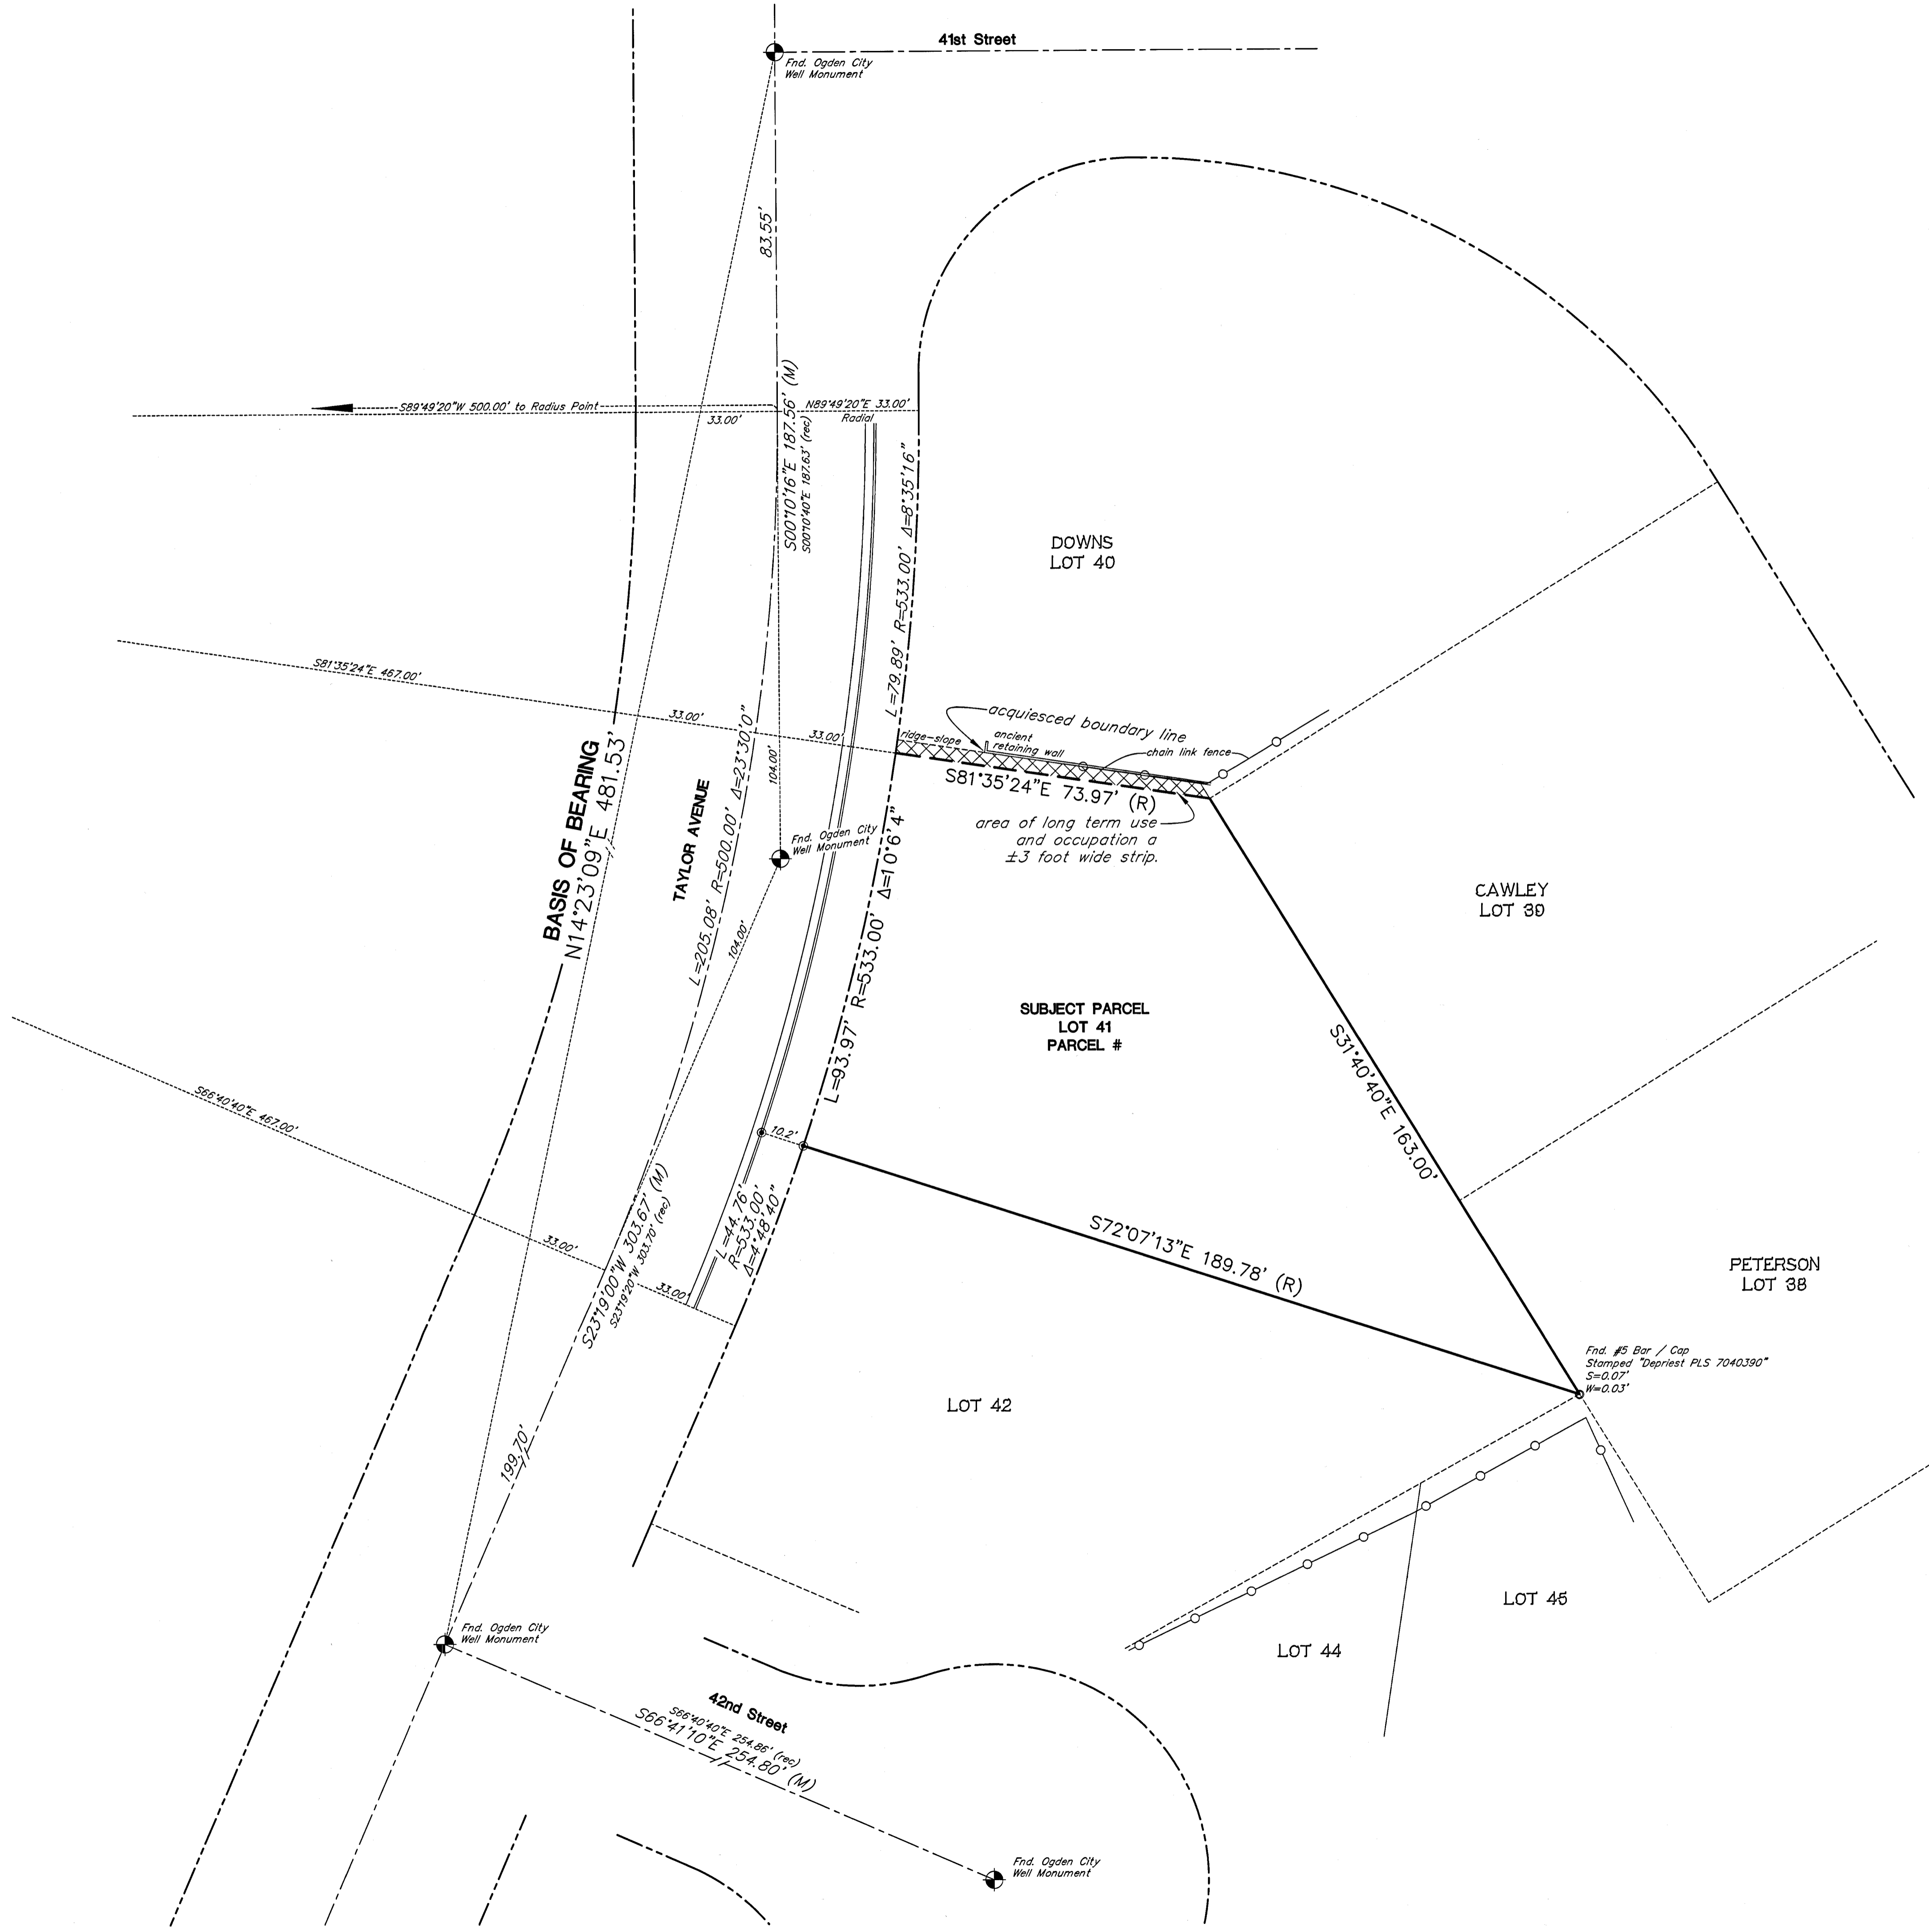 41st Street
Fnd. Ogden City
Well Monument
83.55'
S00°10'16"E 187.56' (M)
S00°10'40"E 187.63' (rec)
S89°49'20"W 500.00' to Radius Point
N89°49'20"E 33.00'
33.00'
Radial
L=79.89' R=533.00' Δ=8°35'16"
DOWNS
LOT 40
S81°35'24"E 467.00'
33.00'
33.00'
104.00'
acquiesced boundary line
ridge-slope
ancient
retaining wall
chain link fence
S81°35'24"E 73.97' (R)
area of long term use
and occupation a
±3 foot wide strip.
BASIS OF BEARING
N14°23'09"E 481.53'
TAYLOR AVENUE
L=205.08' R=500.00' Δ=23°30'0"
Fnd. Ogden City
Well Monument
104.00'
L=93.97' R=533.00' Δ=10°6'4"
CAWLEY
LOT 39
SUBJECT PARCEL
LOT 41
PARCEL #
S31°40'40"E 163.00'
S66°40'40"E 467.00'
10.2'
33.00'
33.00'
S23°19'00"W 303.67' (M)
S23°19'20"W 303.70' (rec)
L=44.76'
R=533.00'
Δ=4°48'40"
S72°07'13"E 189.78' (R)
PETERSON
LOT 38
Fnd. #5 Bar / Cap
Stamped "Depriest PLS 7040390"
S=0.07'
W=0.03'
LOT 42
199.70'
LOT 45
LOT 44
Fnd. Ogden City
Well Monument
42nd Street
S66°40'40"E 254.86' (rec)
S66°41'10"E 254.80' (M)
Fnd. Ogden City
Well Monument